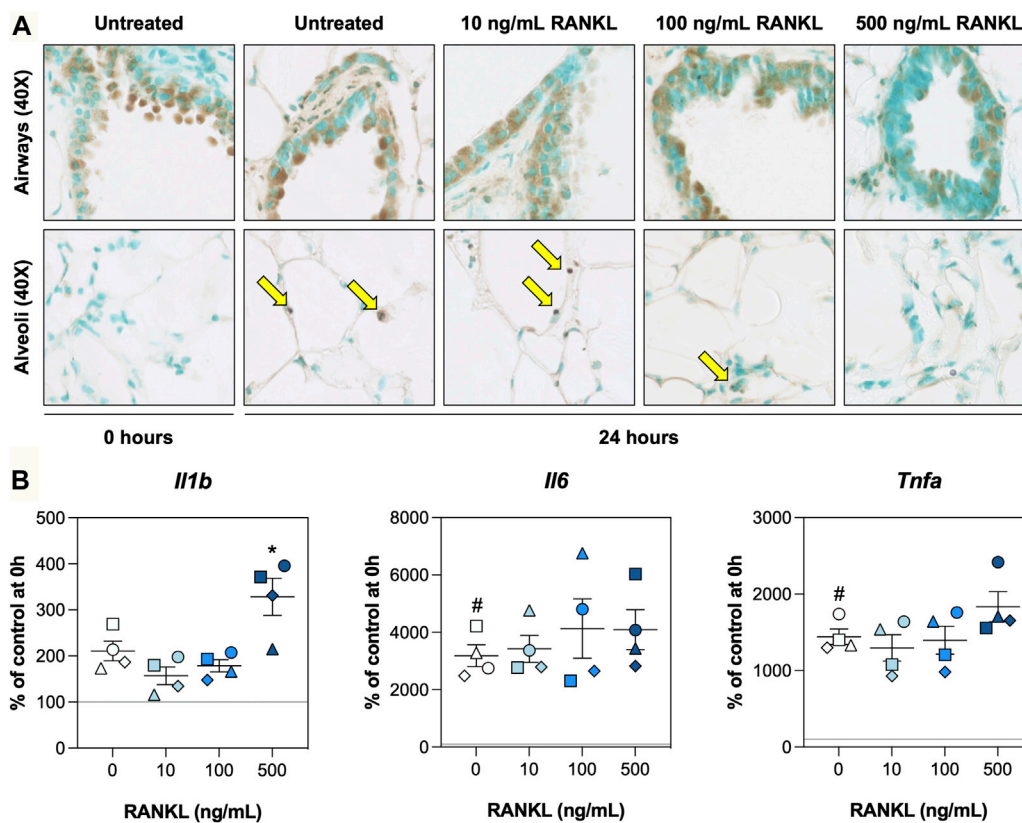 A
Untreated
Untreated
10 ng/mL RANKL
100 ng/mL RANKL
500 ng/mL RANKL
Airways (40X)
Alveoli (40X)
0 hours
24 hours
B
Il1b
% of control at 0h
500
400
300
200
100
0
*
0
10
100
500
RANKL (ng/mL)
Il6
% of control at 0h
8000
6000
4000
2000
0
#
0
10
100
500
RANKL (ng/mL)
Tnfa
% of control at 0h
3000
2000
1000
0
#
0
10
100
500
RANKL (ng/mL)